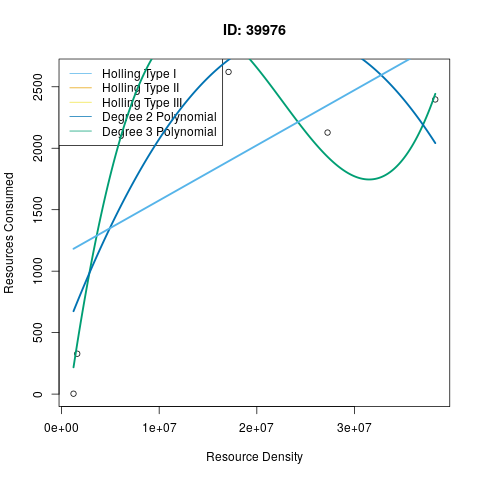 ID: 39976
Holling Type I
Holling Type II
Holling Type III
Degree 2 Polynomial
Degree 3 Polynomial
Resources Consumed
2500
2000
1500
1000
500
0
0e+00 1e+07 2e+07 3e+07
Resource Density